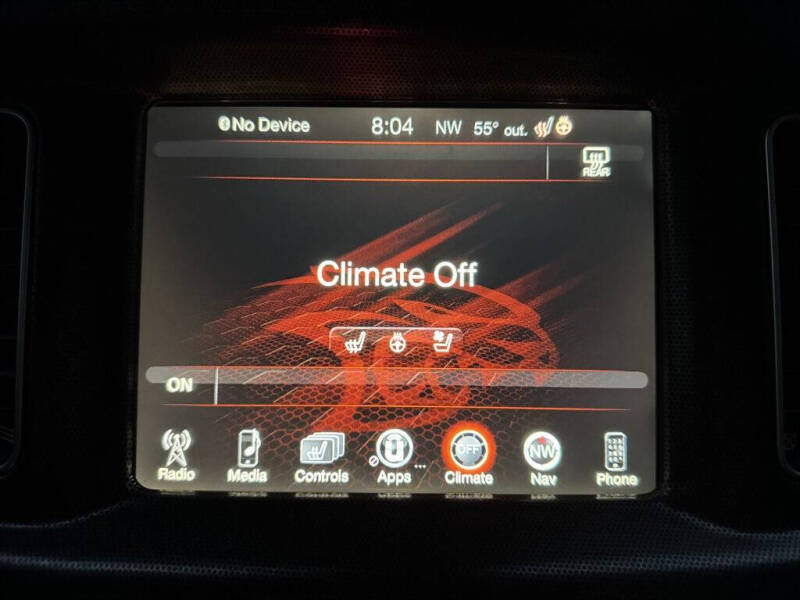 No Device 8:04 NW 55° out.
REAR
Climate Off
ON
OFF NW
Radio Media Controls Apps ... Climate Nav Phone